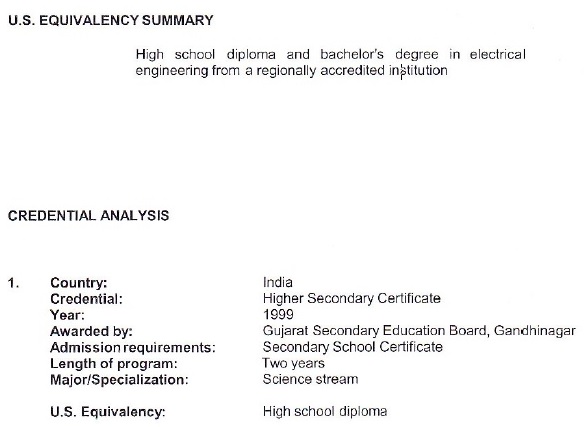 U.S. EQUIVALENCY SUMMARY
High school diploma and bachelor's degree in electrical
engineering from a regionally accredited institution
CREDENTIAL ANALYSIS
1. Country: India
Credential: Higher Secondary Certificate
Year: 1999
Awarded by: Gujarat Secondary Education Board, Gandhinagar
Admission requirements: Secondary School Certificate
Length of program: Two years
Major/Specialization: Science stream
U.S. Equivalency: High school diploma